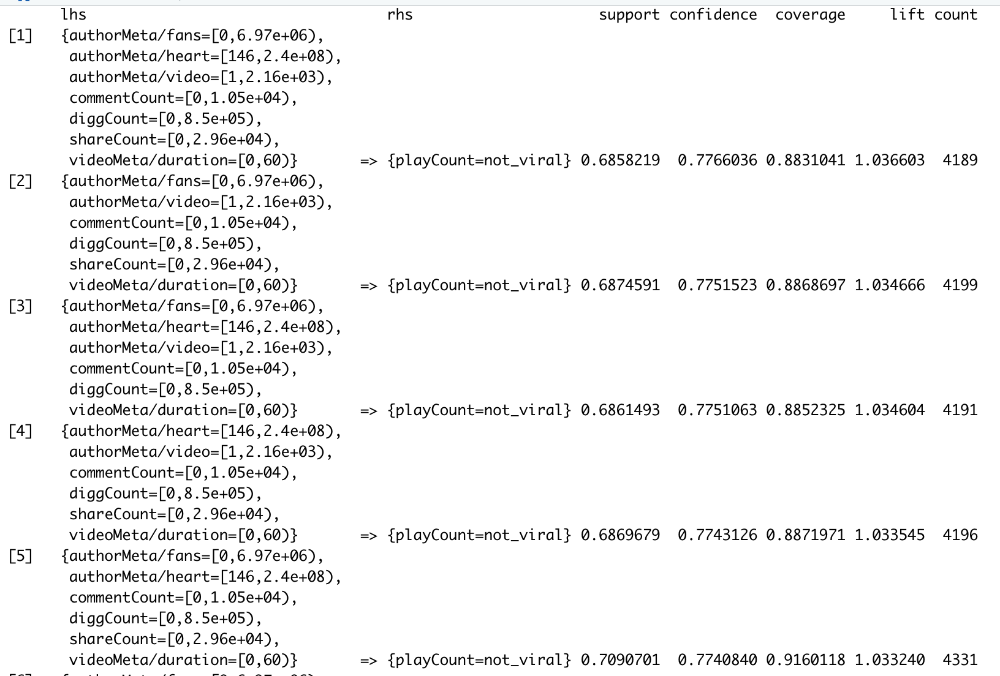 lhs rhs support confidence coverage lift count
[1] {authorMeta/fans=[0,6.97e+06),
authorMeta/heart=[146,2.4e+08),
authorMeta/video=[1,2.16e+03),
commentCount=[0,1.05e+04),
diggCount=[0,8.5e+05),
shareCount=[0,2.96e+04),
videoMeta/duration=[0,60)} => {playCount=not_viral} 0.6858219 0.7766036 0.8831041 1.036603 4189
[2] {authorMeta/fans=[0,6.97e+06),
authorMeta/video=[1,2.16e+03),
commentCount=[0,1.05e+04),
diggCount=[0,8.5e+05),
shareCount=[0,2.96e+04),
videoMeta/duration=[0,60)} => {playCount=not_viral} 0.6874591 0.7751523 0.8868697 1.034666 4199
[3] {authorMeta/fans=[0,6.97e+06),
authorMeta/heart=[146,2.4e+08),
authorMeta/video=[1,2.16e+03),
commentCount=[0,1.05e+04),
diggCount=[0,8.5e+05),
videoMeta/duration=[0,60)} => {playCount=not_viral} 0.6861493 0.7751063 0.8852325 1.034604 4191
[4] {authorMeta/heart=[146,2.4e+08),
authorMeta/video=[1,2.16e+03),
commentCount=[0,1.05e+04),
diggCount=[0,8.5e+05),
shareCount=[0,2.96e+04),
videoMeta/duration=[0,60)} => {playCount=not_viral} 0.6869679 0.7743126 0.8871971 1.033545 4196
[5] {authorMeta/fans=[0,6.97e+06),
authorMeta/heart=[146,2.4e+08),
commentCount=[0,1.05e+04),
diggCount=[0,8.5e+05),
shareCount=[0,2.96e+04),
videoMeta/duration=[0,60)} => {playCount=not_viral} 0.7090701 0.7740840 0.9160118 1.033240 4331